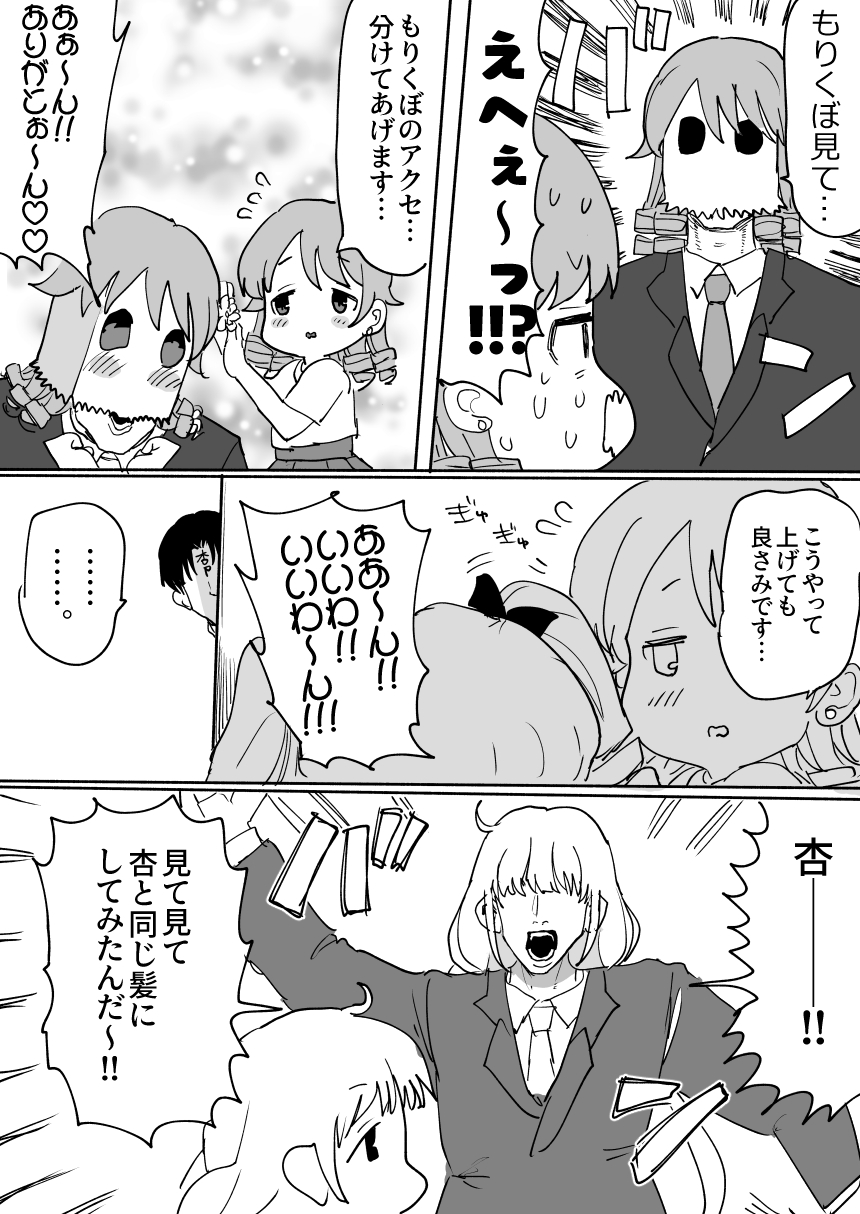 もりくぼ見て…
えへぇ～っ!!?
もりくぼのアクセ…
分けてあげます…
ああ～ん!!
ありがとぉ～ん♡♡
こうやって
上げても
良さみです…
ぎゅ
ぎゅ
ああ～ん!!
いいわ!!
いいわ～ん!!!
杏P
……
……。
杏――!!
見て見て
杏と同じ髪に
してみたんだ～!!